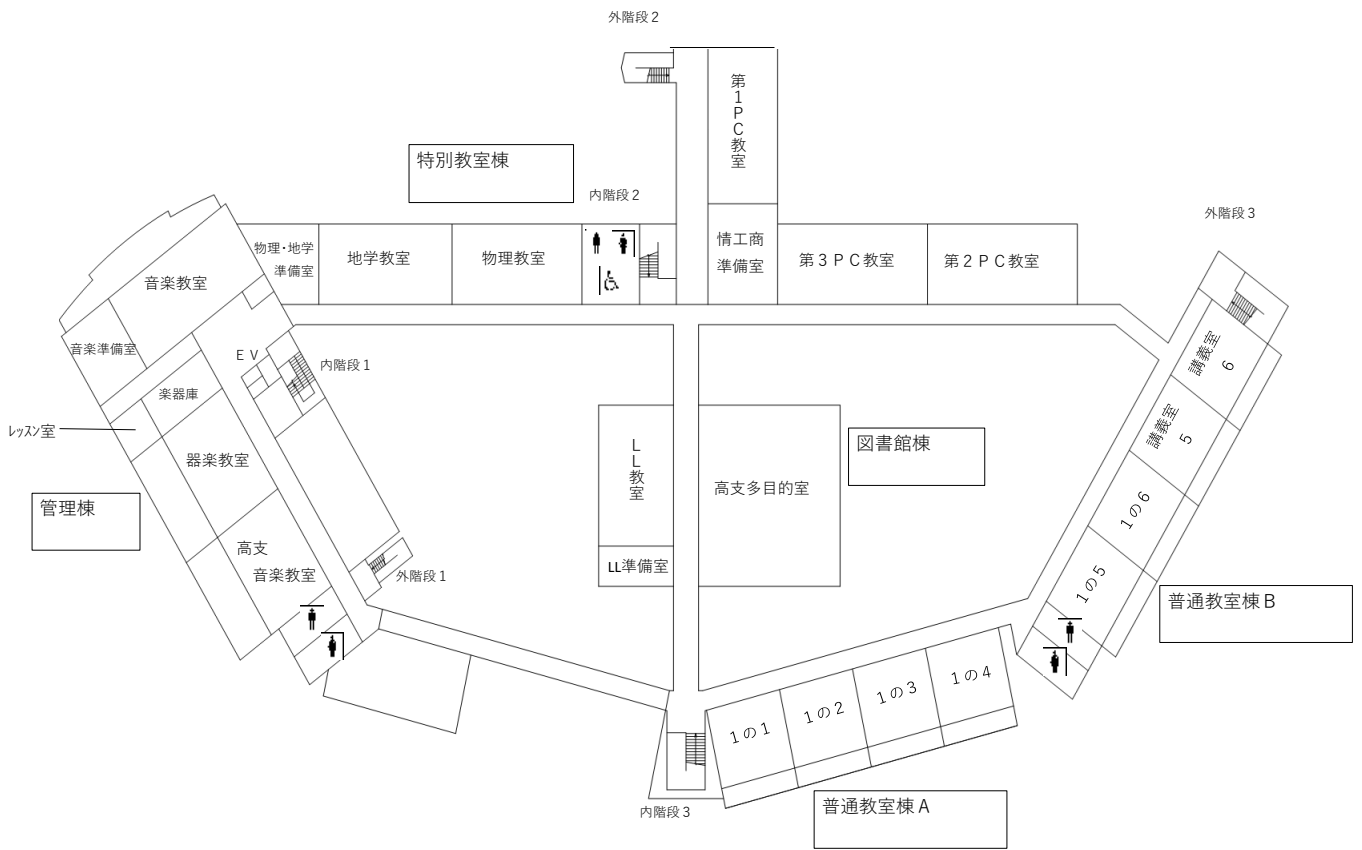 外階段２
第１ＰＣ教室
特別教室棟
内階段２
外階段３
物理・地学
準備室
地学教室
物理教室
情工商
準備室
第３ＰＣ教室
第２ＰＣ教室
音楽教室
音楽準備室
ＥＶ
内階段１
楽器庫
ﾚｯｽﾝ室
器楽教室
管理棟
高支
音楽教室
外階段１
ＬＬ教室
LL準備室
高支多目的室
図書館棟
講義室
６
講義室
５
１の６
１の５
普通教室棟Ｂ
１の１
１の２
１の３
１の４
内階段３
普通教室棟Ａ